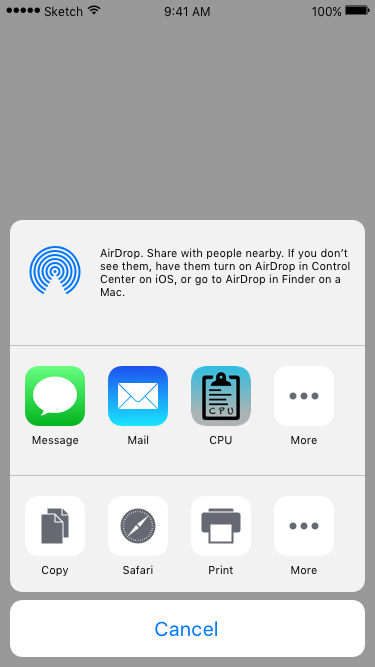 Sketch 9:41 AM 100%
AirDrop. Share with people nearby. If you don't
see them, have them turn on AirDrop in Control
Center on iOS, or go to AirDrop in Finder on a
Mac.
CPU
Message Mail CPU More
Copy Safari Print More
Cancel